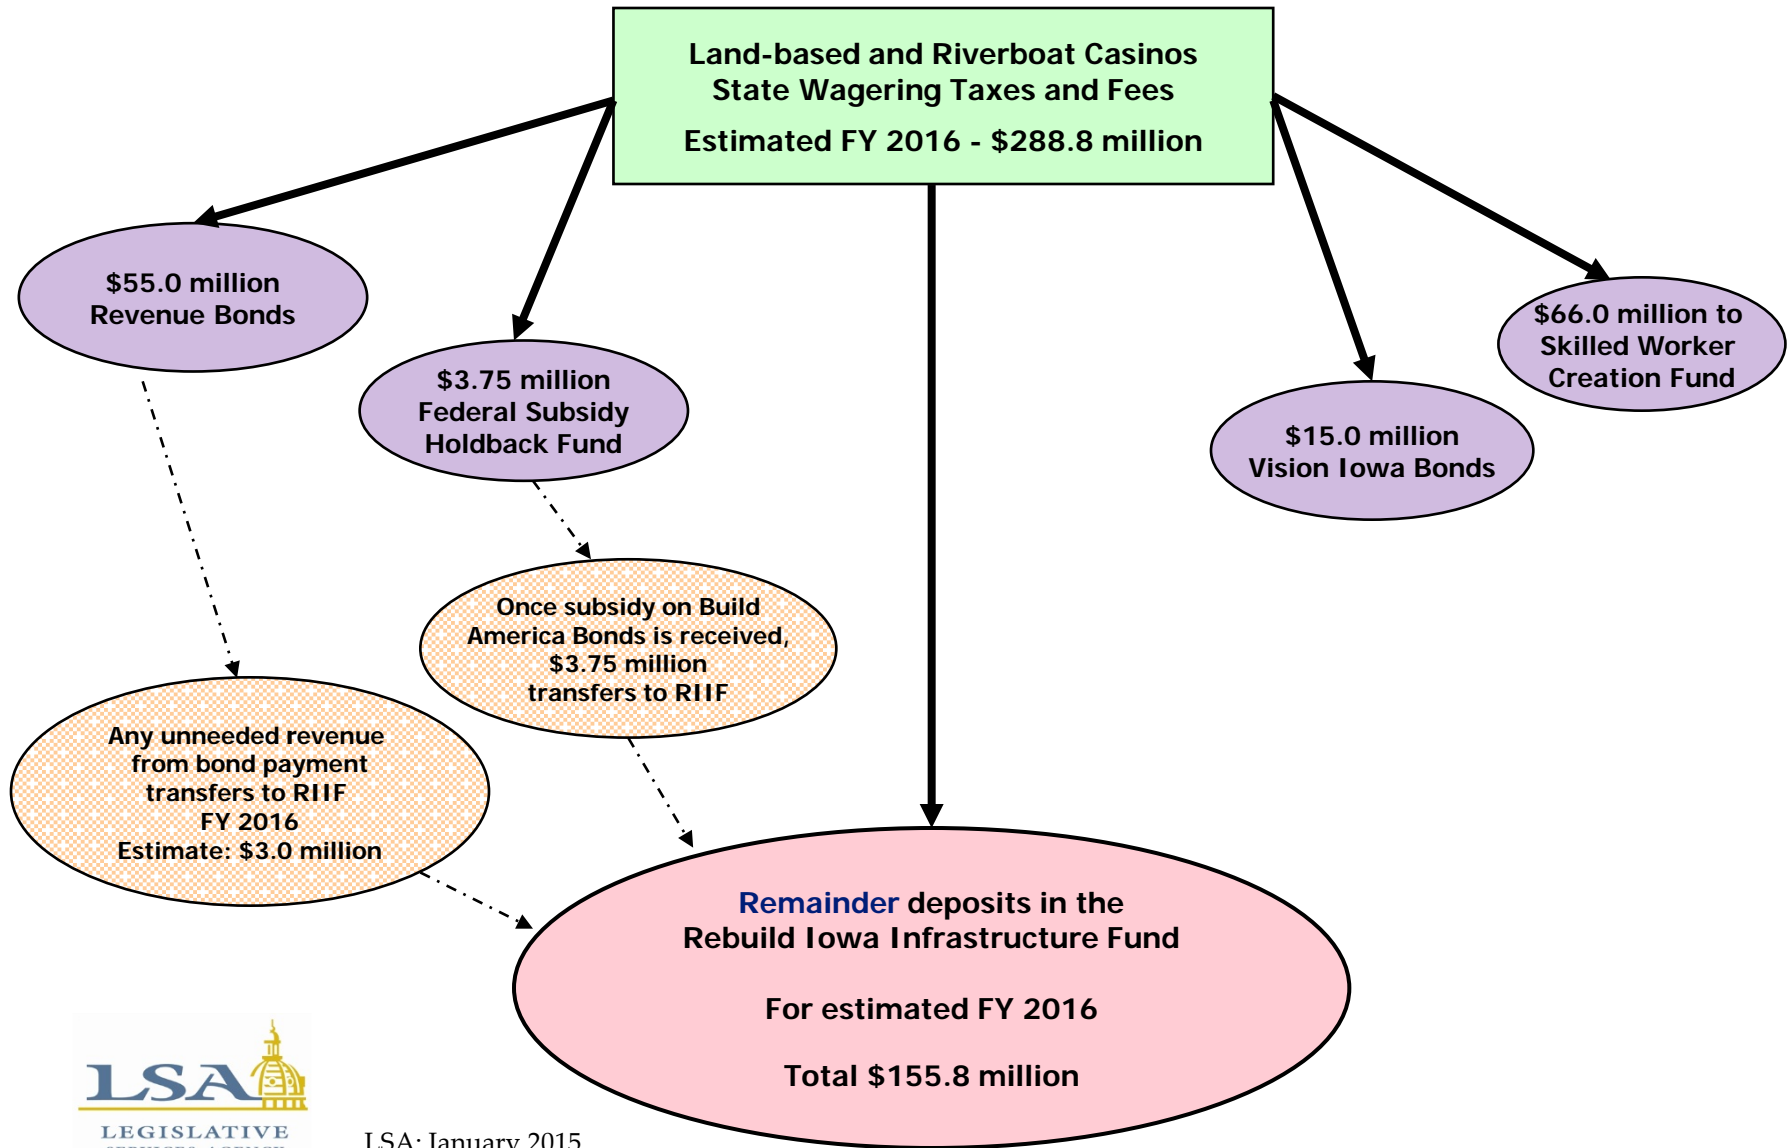 Land-based and Riverboat Casinos
State Wagering Taxes and Fees
Estimated FY 2016 - $288.8 million
$55.0 million
Revenue Bonds
$3.75 million
Federal Subsidy
Holdback Fund
$15.0 million
Vision Iowa Bonds
$66.0 million to
Skilled Worker
Creation Fund
Once subsidy on Build
America Bonds is received,
$3.75 million
transfers to RIIF
Any unneeded revenue
from bond payment
transfers to RIIF
FY 2016
Estimate: $3.0 million
Remainder deposits in the
Rebuild Iowa Infrastructure Fund
For estimated FY 2016
Total $155.8 million
LSA
LEGISLATIVE
SERVICES AGENCY
LSA: January 2015